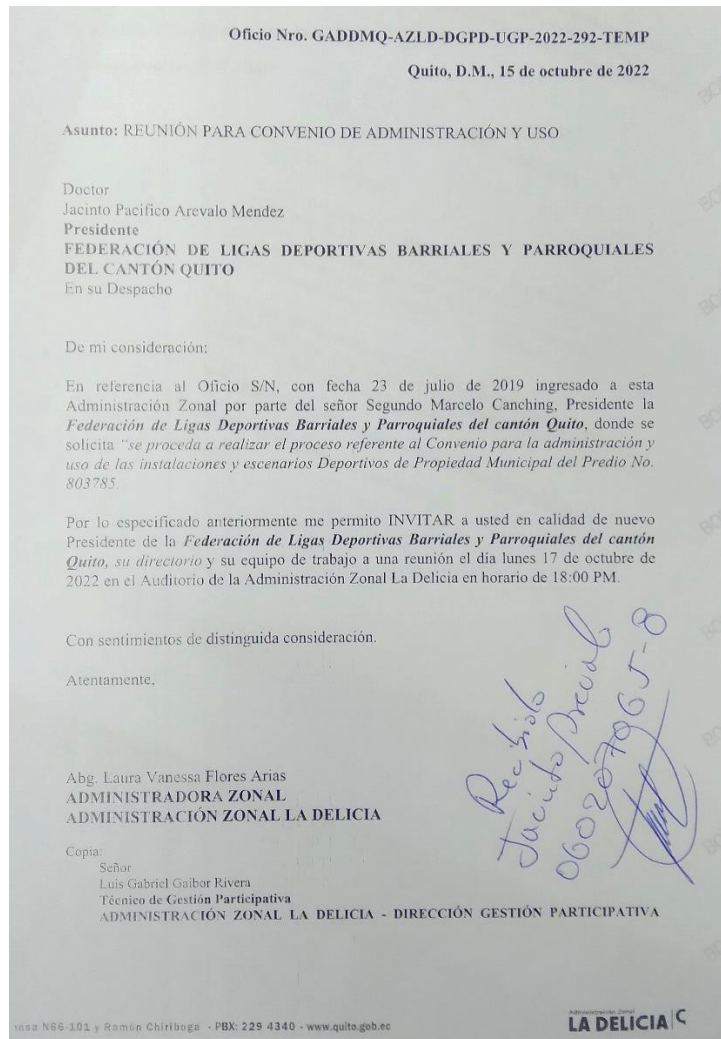 Oficio Nro. GADDMQ-AZLD-DGPD-UGP-2022-292-TEMP
Quito, D.M., 15 de octubre de 2022
Asunto: REUNIÓN PARA CONVENIO DE ADMINISTRACIÓN Y USO
Doctor
Jacinto Pacifico Arevalo Mendez
Presidente
FEDERACIÓN DE LIGAS DEPORTIVAS BARRIALES Y PARROQUIALES
DEL CANTÓN QUITO
En su Despacho
De mi consideración:
En referencia al Oficio S/N, con fecha 23 de julio de 2019 ingresado a esta
Administración Zonal por parte del señor Segundo Marcelo Canching, Presidente la
Federación de Ligas Deportivas Barriales y Parroquiales del cantón Quito, donde se
solicita "se proceda a realizar el proceso referente al Convenio para la administración y
uso de las instalaciones y escenarios Deportivos de Propiedad Municipal del Predio No.
803785.
Por lo especificado anteriormente me permito INVITAR a usted en calidad de nuevo
Presidente de la Federación de Ligas Deportivas Barriales y Parroquiales del cantón
Quito, su directorio y su equipo de trabajo a una reunión el día lunes 17 de octubre de
2022 en el Auditorio de la Administración Zonal La Delicia en horario de 18:00 PM.
Con sentimientos de distinguida consideración.
Atentamente,
Recibido
Jacinto Arevalo
060207965-8
Abg. Laura Vanessa Flores Arias
ADMINISTRADORA ZONAL
ADMINISTRACIÓN ZONAL LA DELICIA
Copia:
Señor
Luis Gabriel Gaibor Rivera
Técnico de Gestión Participativa
ADMINISTRACIÓN ZONAL LA DELICIA - DIRECCIÓN GESTIÓN PARTICIPATIVA
N66-101 y Ramón Chiriboga - PBX: 229 4340 - www.quito.gob.ec
Administración Zonal
LA DELICIA